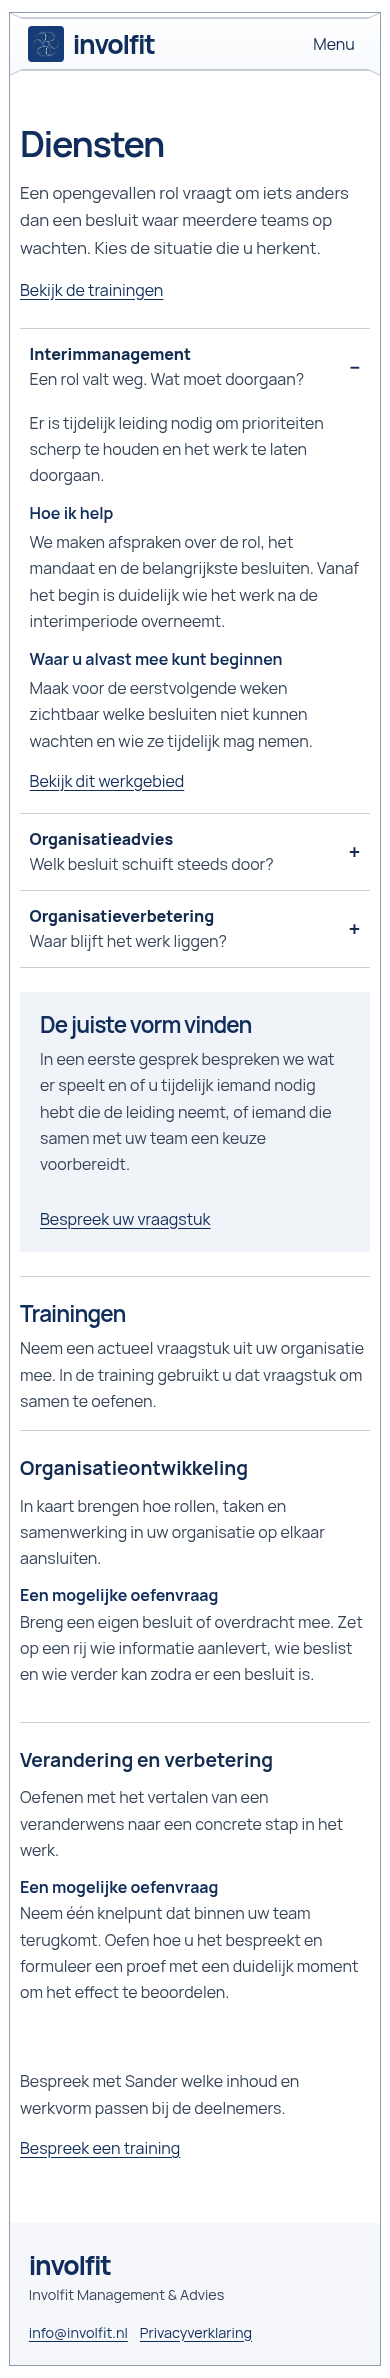 involfit
Menu
Diensten
Een opengevallen rol vraagt om iets anders
dan een besluit waar meerdere teams op
wachten. Kies de situatie die u herkent.
Bekijk de trainingen
Interimmanagement
Een rol valt weg. Wat moet doorgaan?
−
Er is tijdelijk leiding nodig om prioriteiten
scherp te houden en het werk te laten
doorgaan.
Hoe ik help
We maken afspraken over de rol, het
mandaat en de belangrijkste besluiten. Vanaf
het begin is duidelijk wie het werk na de
interimperiode overneemt.
Waar u alvast mee kunt beginnen
Maak voor de eerstvolgende weken
zichtbaar welke besluiten niet kunnen
wachten en wie ze tijdelijk mag nemen.
Bekijk dit werkgebied
Organisatieadvies
Welk besluit schuift steeds door?
+
Organisatieverbetering
Waar blijft het werk liggen?
+
De juiste vorm vinden
In een eerste gesprek bespreken we wat
er speelt en of u tijdelijk iemand nodig
hebt die de leiding neemt, of iemand die
samen met uw team een keuze
voorbereidt.
Bespreek uw vraagstuk
Trainingen
Neem een actueel vraagstuk uit uw organisatie
mee. In de training gebruikt u dat vraagstuk om
samen te oefenen.
Organisatieontwikkeling
In kaart brengen hoe rollen, taken en
samenwerking in uw organisatie op elkaar
aansluiten.
Een mogelijke oefenvraag
Breng een eigen besluit of overdracht mee. Zet
op een rij wie informatie aanlevert, wie beslist
en wie verder kan zodra er een besluit is.
Verandering en verbetering
Oefenen met het vertalen van een
veranderwens naar een concrete stap in het
werk.
Een mogelijke oefenvraag
Neem één knelpunt dat binnen uw team
terugkomt. Oefen hoe u het bespreekt en
formuleer een proef met een duidelijk moment
om het effect te beoordelen.
Bespreek met Sander welke inhoud en
werkvorm passen bij de deelnemers.
Bespreek een training
involfit
Involfit Management & Advies
info@involfit.nl Privacyverklaring